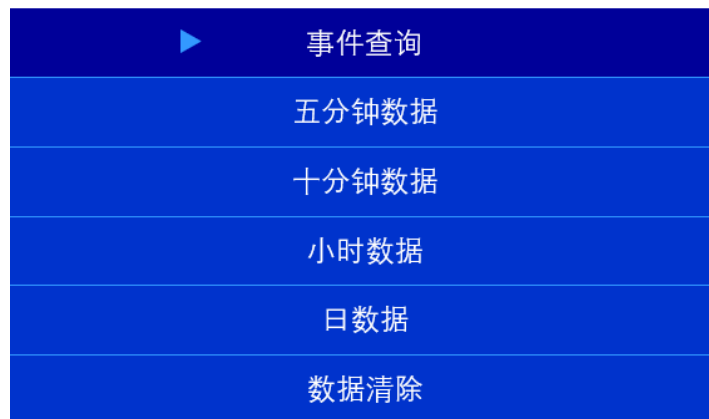 事件查询
五分钟数据
十分钟数据
小时数据
日数据
数据清除